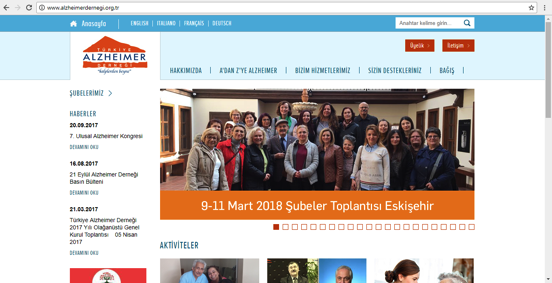 www.alzheimerdernegi.org.tr
Anasayfa
ENGLISH | ITALIANO | FRANÇAIS | DEUTSCH
Anahtar kelime girin...
TÜRKİYE
ALZHEIMER
DERNEĞİ
Üyelik >
İletişim >
HAKKIMIZDA | A'DAN Z'YE ALZHEIMER | BİZİM HİZMETLERİMİZ | SİZİN DESTEKLERİNİZ | BAĞIŞ |
ŞUBELERİMİZ >
HABERLER
20.09.2017
7. Ulusal Alzheimer Kongresi
DEVAMINI OKU
16.08.2017
21 Eylül Alzheimer Derneği
Basın Bülteni
DEVAMINI OKU
21.03.2017
Türkiye Alzheimer Derneği
2017 Yılı Olağanüstü Genel
Kurul Toplantısı 05 Nisan
2017
DEVAMINI OKU
9-11 Mart 2018 Şubeler Toplantısı Eskişehir
AKTİVİTELER